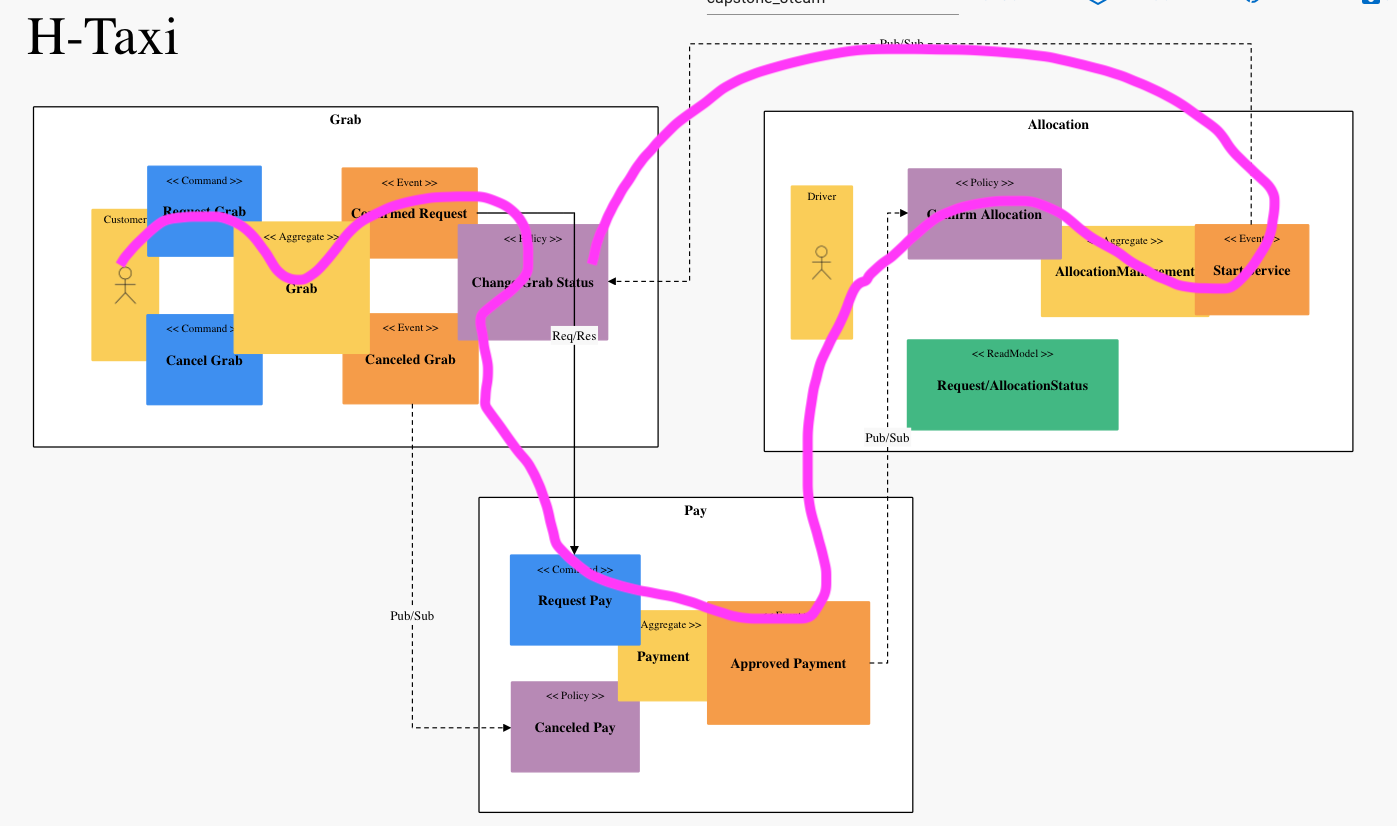 H-Taxi
Pub/Sub
Grab
Allocation
Customer
<< Command >>
Request Grab
<< Aggregate >>
Grab
<< Event >>
Confirmed Request
<< Policy >>
Change Grab Status
<< Command >
Cancel Grab
<< Event >>
Canceled Grab
Req/Res
Driver
<< Policy >>
Confirm Allocation
<< Aggregate >>
AllocationManagement
<< Event >>
Start Service
<< ReadModel >>
Request/AllocationStatus
Pub/Sub
Pub/Sub
Pay
<< Command >>
Request Pay
Aggregate >>
Payment
Approved Payment
<< Policy >>
Canceled Pay